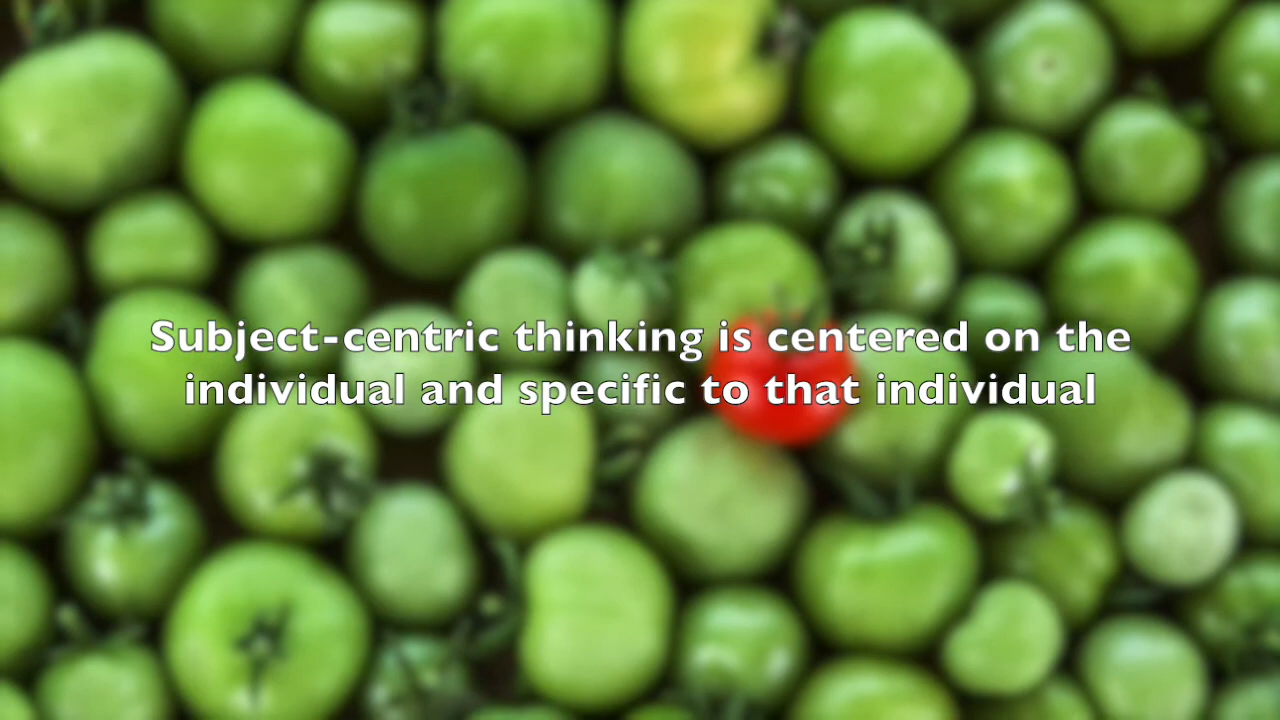 Subject-centric thinking is centered on the
individual and specific to that individual